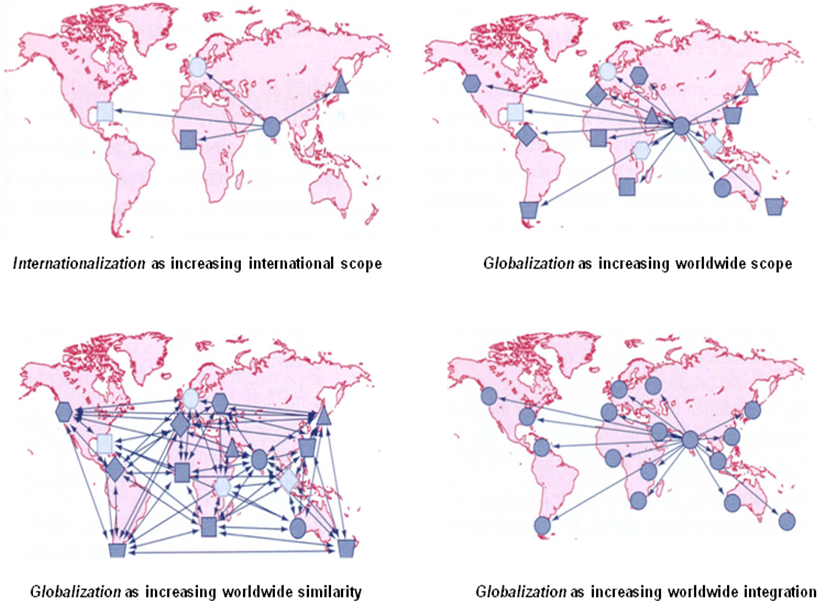 Internationalization as increasing international scope
Globalization as increasing worldwide scope
Globalization as increasing worldwide similarity
Globalization as increasing worldwide integration